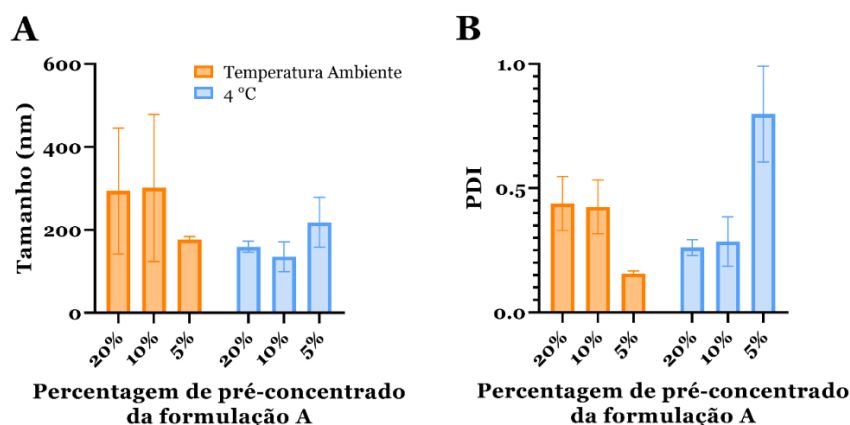 A
600
400
200
0
Tamanho (nm)
Temperatura Ambiente
4 °C
20%
10%
5%
20%
10%
5%
Percentagem de pré-concentrado
da formulação A
B
1.0
0.5
0.0
PDI
20%
10%
5%
20%
10%
5%
Percentagem de pré-concentrado
da formulação A